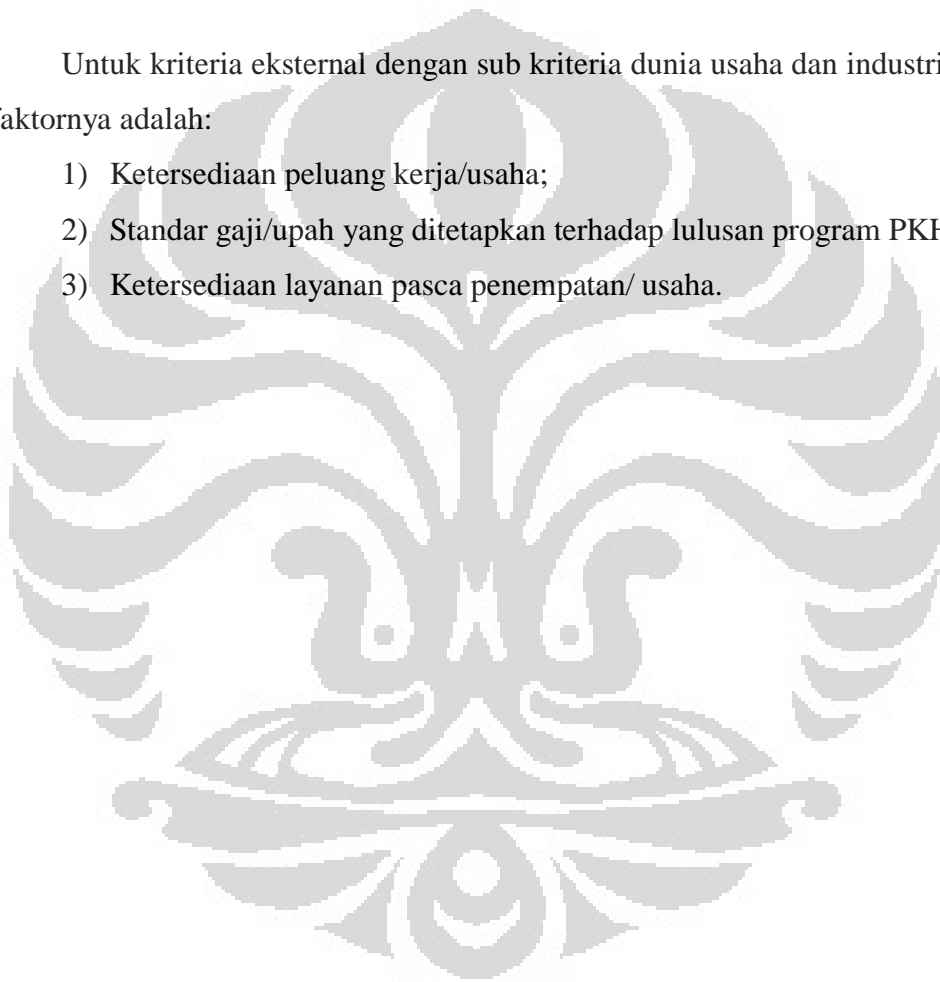 Untuk kriteria eksternal dengan sub kriteria dunia usaha dan industri
faktornya adalah:
1) Ketersediaan peluang kerja/usaha;
2) Standar gaji/upah yang ditetapkan terhadap lulusan program PKH
3) Ketersediaan layanan pasca penempatan/ usaha.